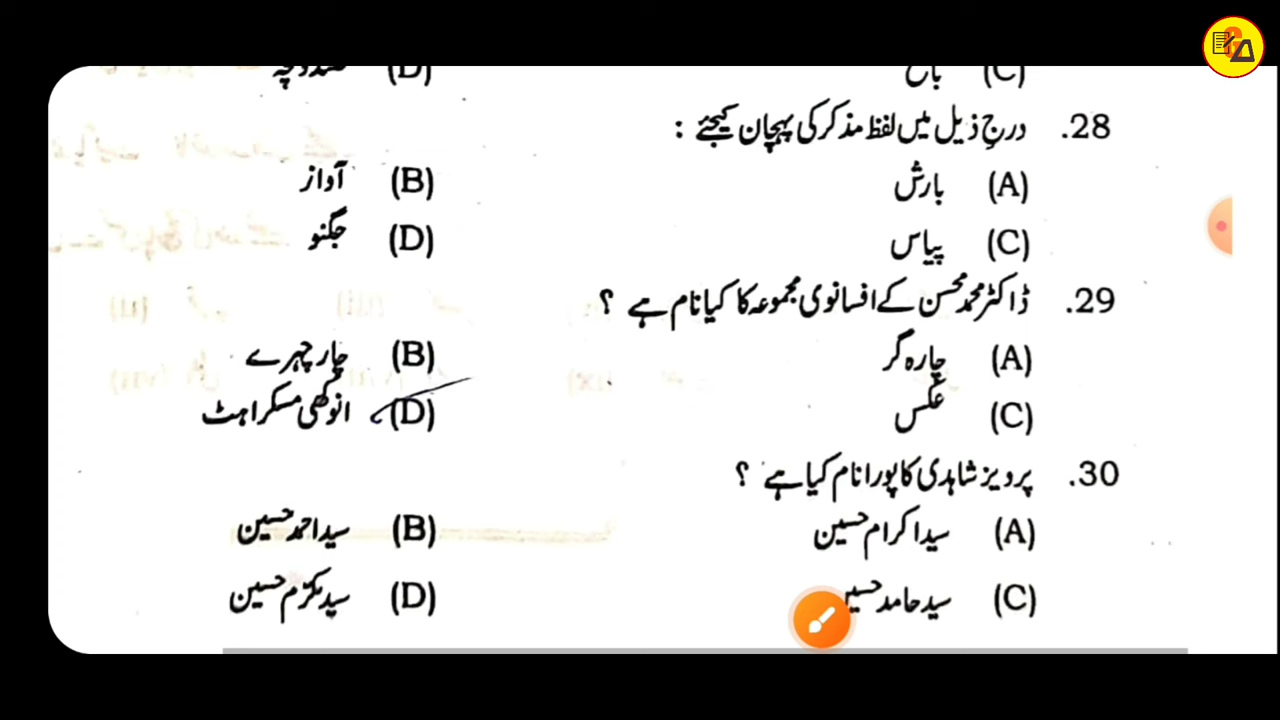 (C) باغ (D)
28. درجِ ذیل میں لفظ مذکر کی پہچان کیجئے :
(A) بارش (B) آواز
(C) پیاس (D) جگنو
29. ڈاکٹر محمد محسن کے افسانوی مجموعہ کا کیا نام ہے ؟
(A) چارہ گر (B) چار چہرے
(C) عکس (D) انوکھی مسکراہٹ
30. پرویز شاہدی کا پورا نام کیا ہے ؟
(A) سید اکرام حسین (B) سید احمد حسین
(C) سید حامد (D) سید مکرّم حسین